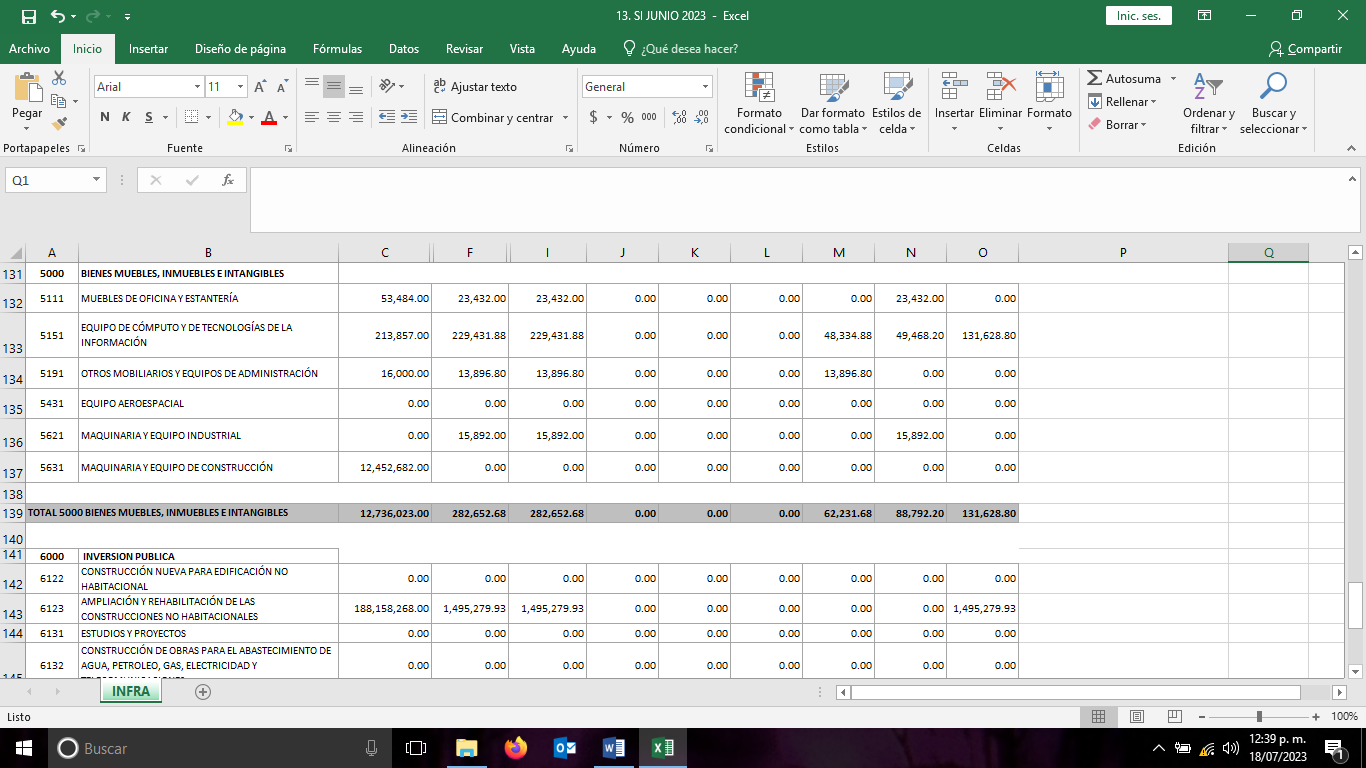 13. SI JUNIO 2023 - Excel
Inic. ses.
Archivo Inicio Insertar Diseño de página Fórmulas Datos Revisar Vista Ayuda ¿Qué desea hacer? Compartir
Pegar
Portapapeles
Arial 11
N K S
Fuente
Ajustar texto
Combinar y centrar
Alineación
General
$ % 000
Número
Formato condicional
Dar formato como tabla
Estilos de celda
Estilos
Insertar Eliminar Formato
Celdas
Autosuma
Rellenar
Borrar
Ordenar y filtrar
Buscar y seleccionar
Edición
Q1 fx
A B C F I J K L M N O P Q
131 5000 BIENES MUEBLES, INMUEBLES E INTANGIBLES
132 5111 MUEBLES DE OFICINA Y ESTANTERÍA 53,484.00 23,432.00 23,432.00 0.00 0.00 0.00 0.00 23,432.00 0.00
133 5151 EQUIPO DE CÓMPUTO Y DE TECNOLOGÍAS DE LA INFORMACIÓN 213,857.00 229,431.88 229,431.88 0.00 0.00 0.00 48,334.88 49,468.20 131,628.80
134 5191 OTROS MOBILIARIOS Y EQUIPOS DE ADMINISTRACIÓN 16,000.00 13,896.80 13,896.80 0.00 0.00 0.00 13,896.80 0.00 0.00
135 5431 EQUIPO AEROESPACIAL 0.00 0.00 0.00 0.00 0.00 0.00 0.00 0.00 0.00
136 5621 MAQUINARIA Y EQUIPO INDUSTRIAL 0.00 15,892.00 15,892.00 0.00 0.00 0.00 0.00 15,892.00 0.00
137 5631 MAQUINARIA Y EQUIPO DE CONSTRUCCIÓN 12,452,682.00 0.00 0.00 0.00 0.00 0.00 0.00 0.00 0.00
138
139 TOTAL 5000 BIENES MUEBLES, INMUEBLES E INTANGIBLES 12,736,023.00 282,652.68 282,652.68 0.00 0.00 0.00 62,231.68 88,792.20 131,628.80
140
141 6000 INVERSION PUBLICA
142 6122 CONSTRUCCIÓN NUEVA PARA EDIFICACIÓN NO HABITACIONAL 0.00 0.00 0.00 0.00 0.00 0.00 0.00 0.00 0.00
143 6123 AMPLIACIÓN Y REHABILITACIÓN DE LAS CONSTRUCCIONES NO HABITACIONALES 188,158,268.00 1,495,279.93 1,495,279.93 0.00 0.00 0.00 0.00 0.00 1,495,279.93
144 6131 ESTUDIOS Y PROYECTOS 0.00 0.00 0.00 0.00 0.00 0.00 0.00 0.00 0.00
6132 CONSTRUCCIÓN DE OBRAS PARA EL ABASTECIMIENTO DE AGUA, PETROLEO, GAS, ELECTRICIDAD Y 0.00 0.00 0.00 0.00 0.00 0.00 0.00 0.00 0.00
INFRA
Listo 100%
Buscar
12:39 p. m.
18/07/2023
1